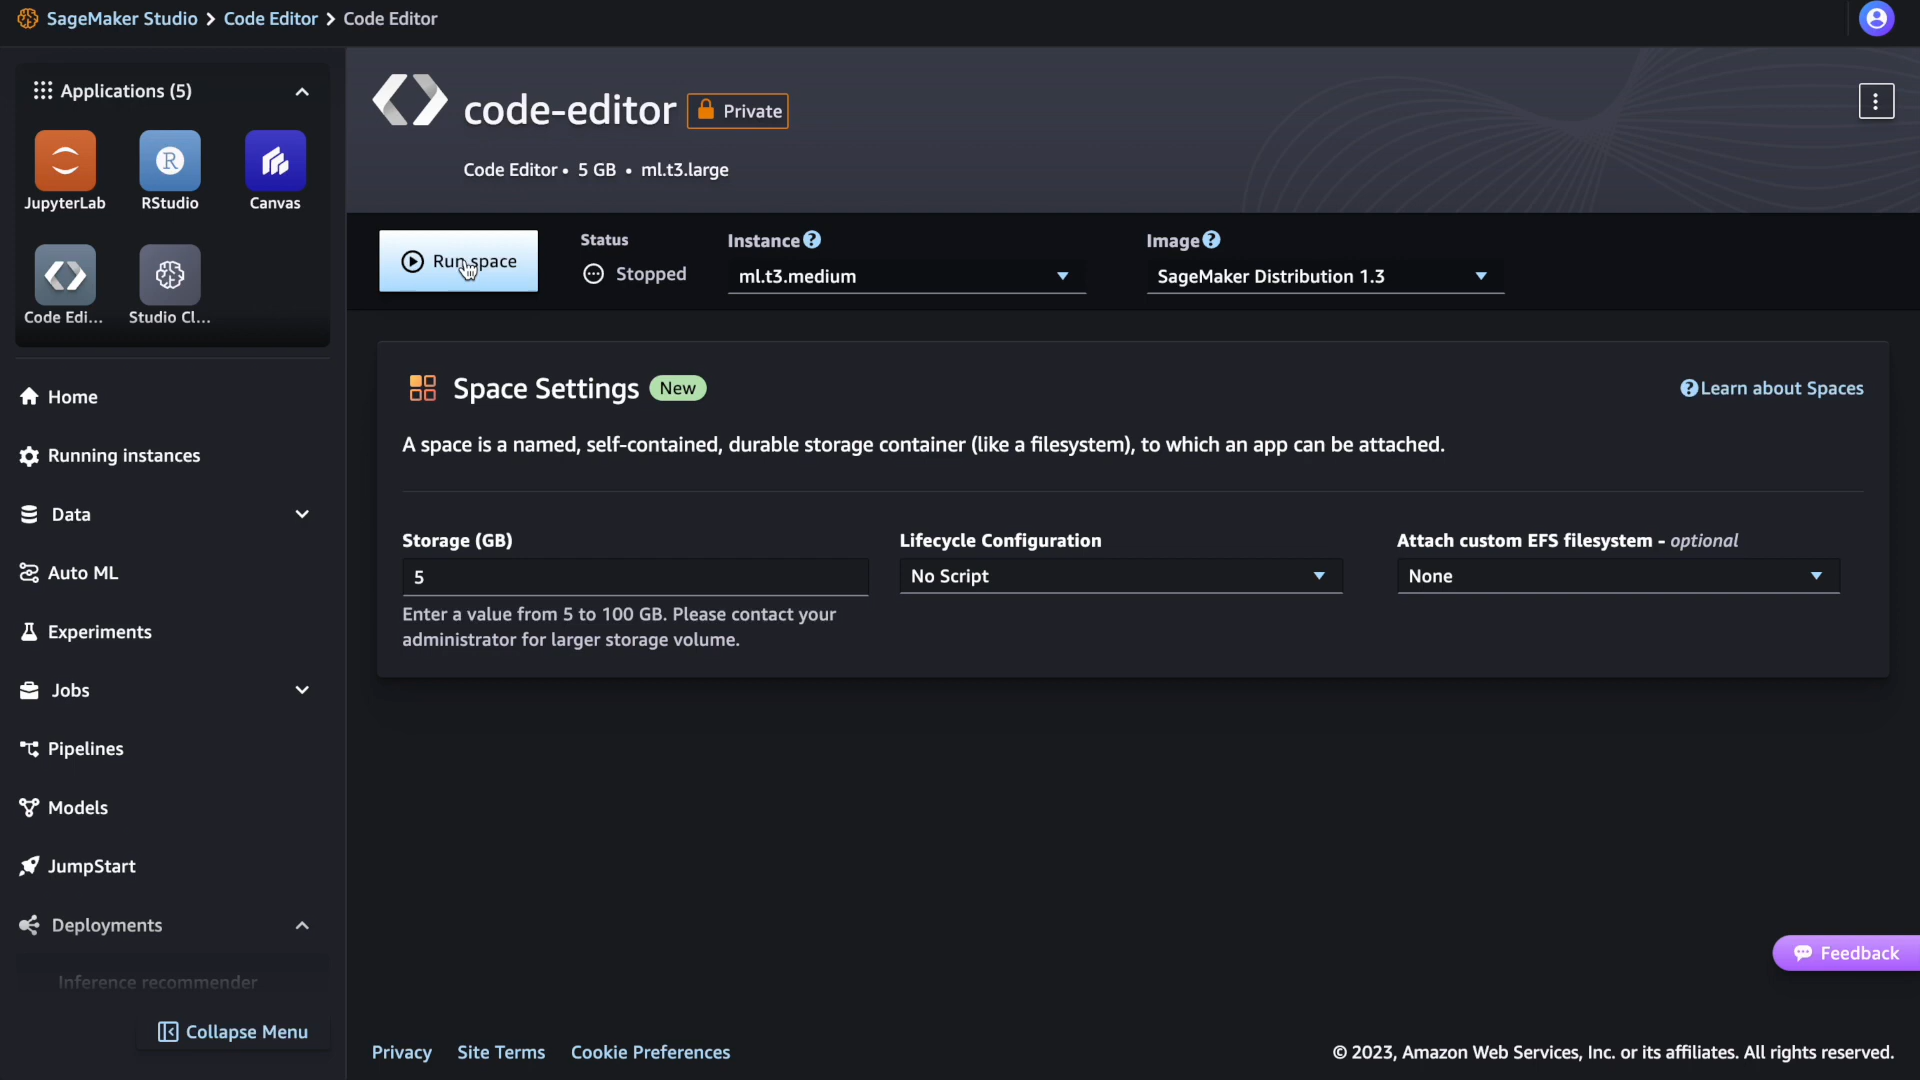 SageMaker Studio > Code Editor > Code Editor
Applications (5)
JupyterLab
RStudio
Canvas
Code Edi...
Studio Cl...
Home
Running instances
Data
Auto ML
Experiments
Jobs
Pipelines
Models
JumpStart
Deployments
Inference recommender
Collapse Menu
code-editor
Private
Code Editor • 5 GB • ml.t3.large
Run space
Status
Stopped
Instance
ml.t3.medium
Image
SageMaker Distribution 1.3
Space Settings
New
Learn about Spaces
A space is a named, self-contained, durable storage container (like a filesystem), to which an app can be attached.
Storage (GB)
5
Enter a value from 5 to 100 GB. Please contact your
administrator for larger storage volume.
Lifecycle Configuration
No Script
Attach custom EFS filesystem - optional
None
Feedback
Privacy
Site Terms
Cookie Preferences
© 2023, Amazon Web Services, Inc. or its affiliates. All rights reserved.